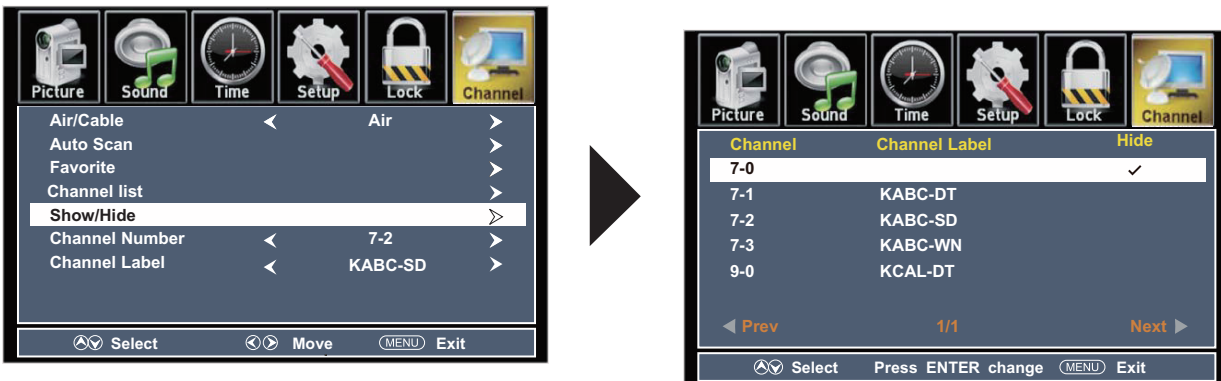 Picture Sound Time Setup Lock Channel
Air/Cable Air
Auto Scan
Favorite
Channel list
Show/Hide
Channel Number 7-2
Channel Label KABC-SD
Select Move MENU Exit
Picture Sound Time Setup Lock Channel
Channel Channel Label Hide
7-0
7-1 KABC-DT
7-2 KABC-SD
7-3 KABC-WN
9-0 KCAL-DT
Prev 1/1 Next
Select Press ENTER change MENU Exit